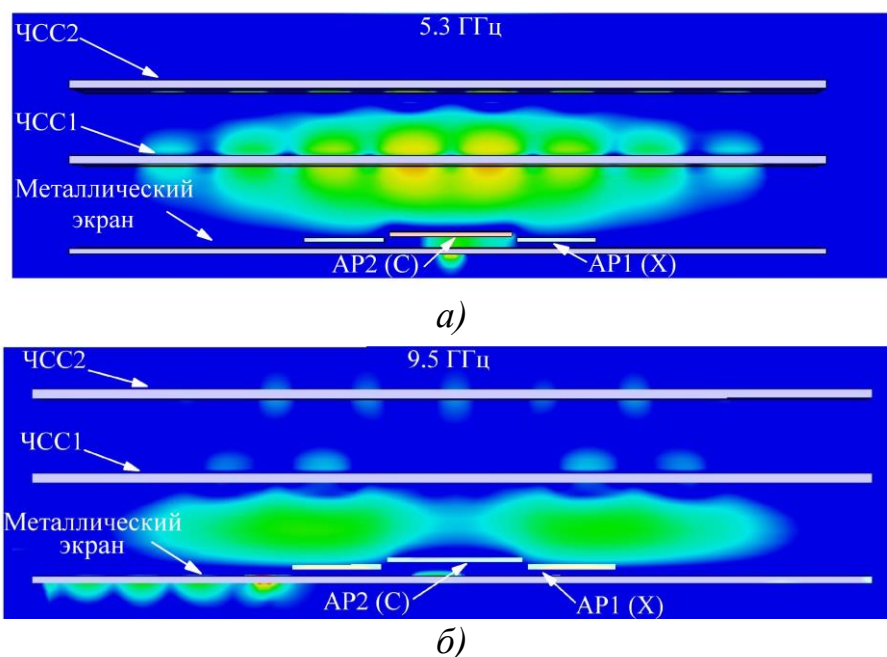 5.3 ГГц
ЧСС2
ЧСС1
Металлический
экран
АР2 (С)
АР1 (Х)
а)
9.5 ГГц
ЧСС2
ЧСС1
Металлический
экран
АР2 (С)
АР1 (Х)
б)